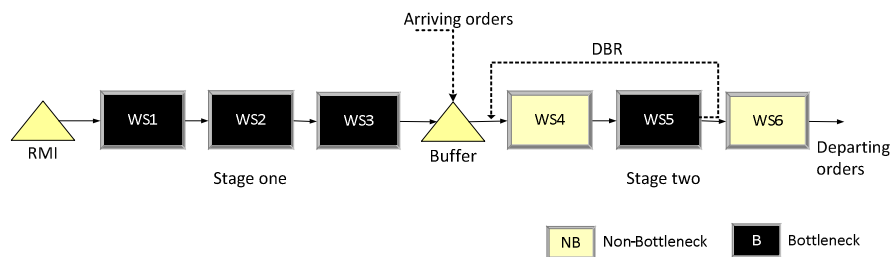 Arriving orders
DBR
WS1
WS2
WS3
WS4
WS5
WS6
RMI
Buffer
Departing
orders
Stage one
Stage two
NB
Non-Bottleneck
B
Bottleneck